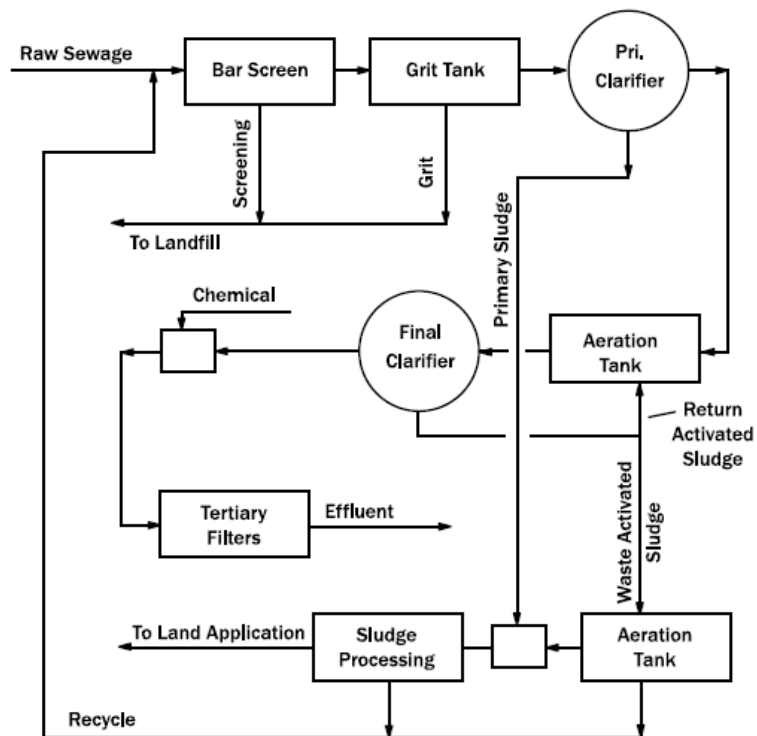 Raw Sewage
Bar Screen
Grit Tank
Pri.
Clarifier
Screening
Grit
To Landfill
Primary Sludge
Chemical
Final
Clarifier
Aeration
Tank
Return
Activated
Sludge
Tertiary
Filters
Effluent
Waste Activated
Sludge
To Land Application
Sludge
Processing
Aeration
Tank
Recycle